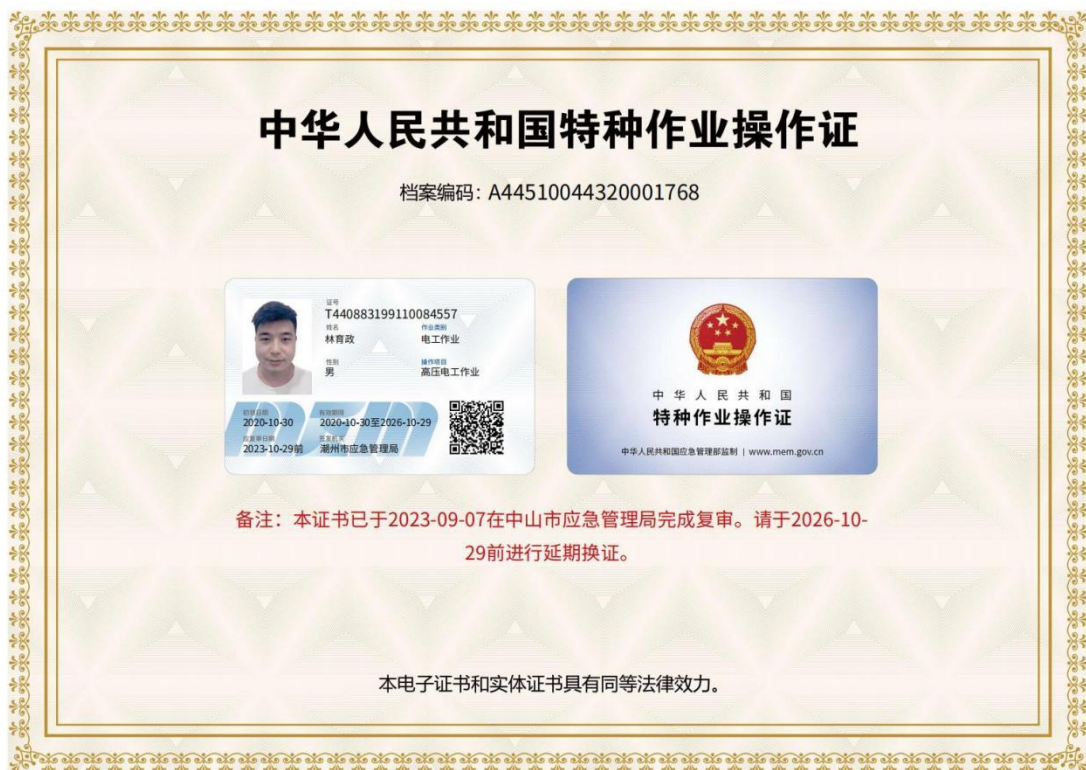 中华人民共和国特种作业操作证
档案编码：A44510044320001768
证号
T440883199110084557
姓名
林育政
作业类别
电工作业
性别
男
操作项目
高压电工作业
初领日期
2020-10-30
有效期限
2020-10-30至2026-10-29
应复审日期
2023-10-29前
签发机关
潮州市应急管理局
中华人民共和国
特种作业操作证
中华人民共和国应急管理部监制 | www.mem.gov.cn
备注：本证书已于2023-09-07在中山市应急管理局完成复审。请于2026-10-
29前进行延期换证。
本电子证书和实体证书具有同等法律效力。